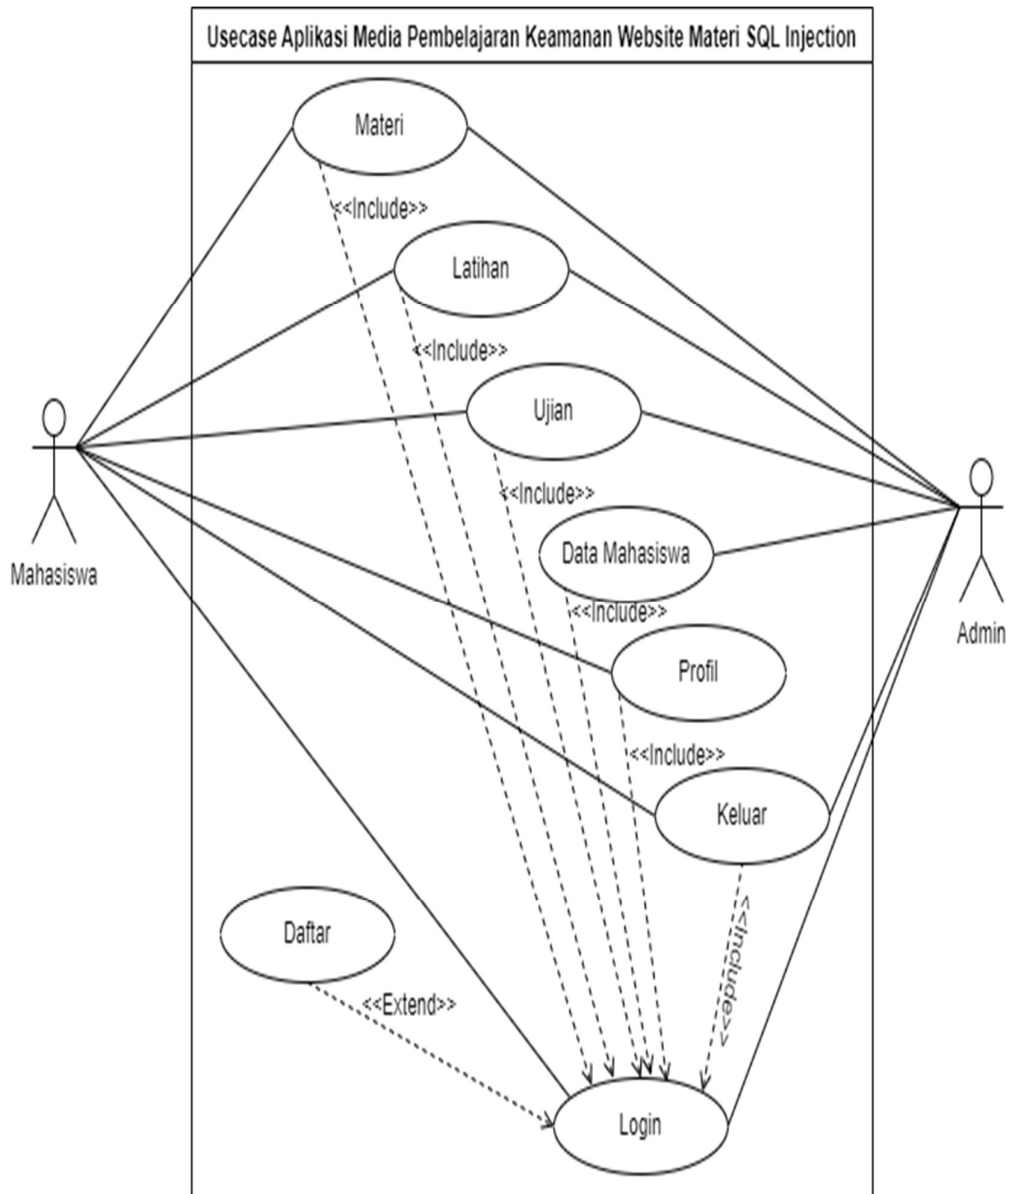 Usecase Aplikasi Media Pembelajaran Keamanan Website Materi SQL Injection
Materi
<<Include>>
Latihan
<<Include>>
Ujian
<<Include>>
Data Mahasiswa
<<Include>>
Mahasiswa
Admin
Profil
<<Include>>
Keluar
<<Include>>
Daftar
<<Extend>>
Login